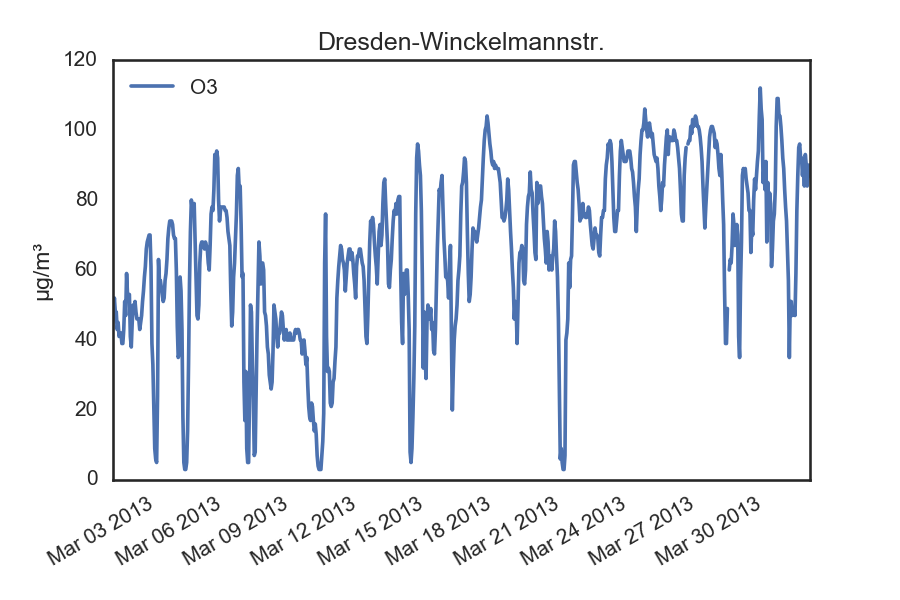 Dresden-Winckelmannstr.
120
100
80
60
40
20
0
µg/m³
O3
Mar 03 2013
Mar 06 2013
Mar 09 2013
Mar 12 2013
Mar 15 2013
Mar 18 2013
Mar 21 2013
Mar 24 2013
Mar 27 2013
Mar 30 2013